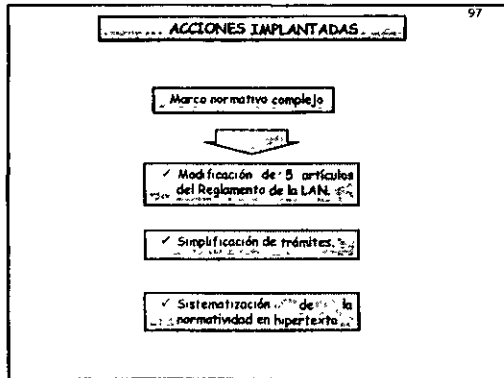 97
ACCIONES IMPLANTADAS
Marco normativo complejo
✓ Modificación de 5 artículos
del Reglamento de la LAN.
✓ Simplificación de trámites.
✓ Sistematización de la
normatividad en hipertexto